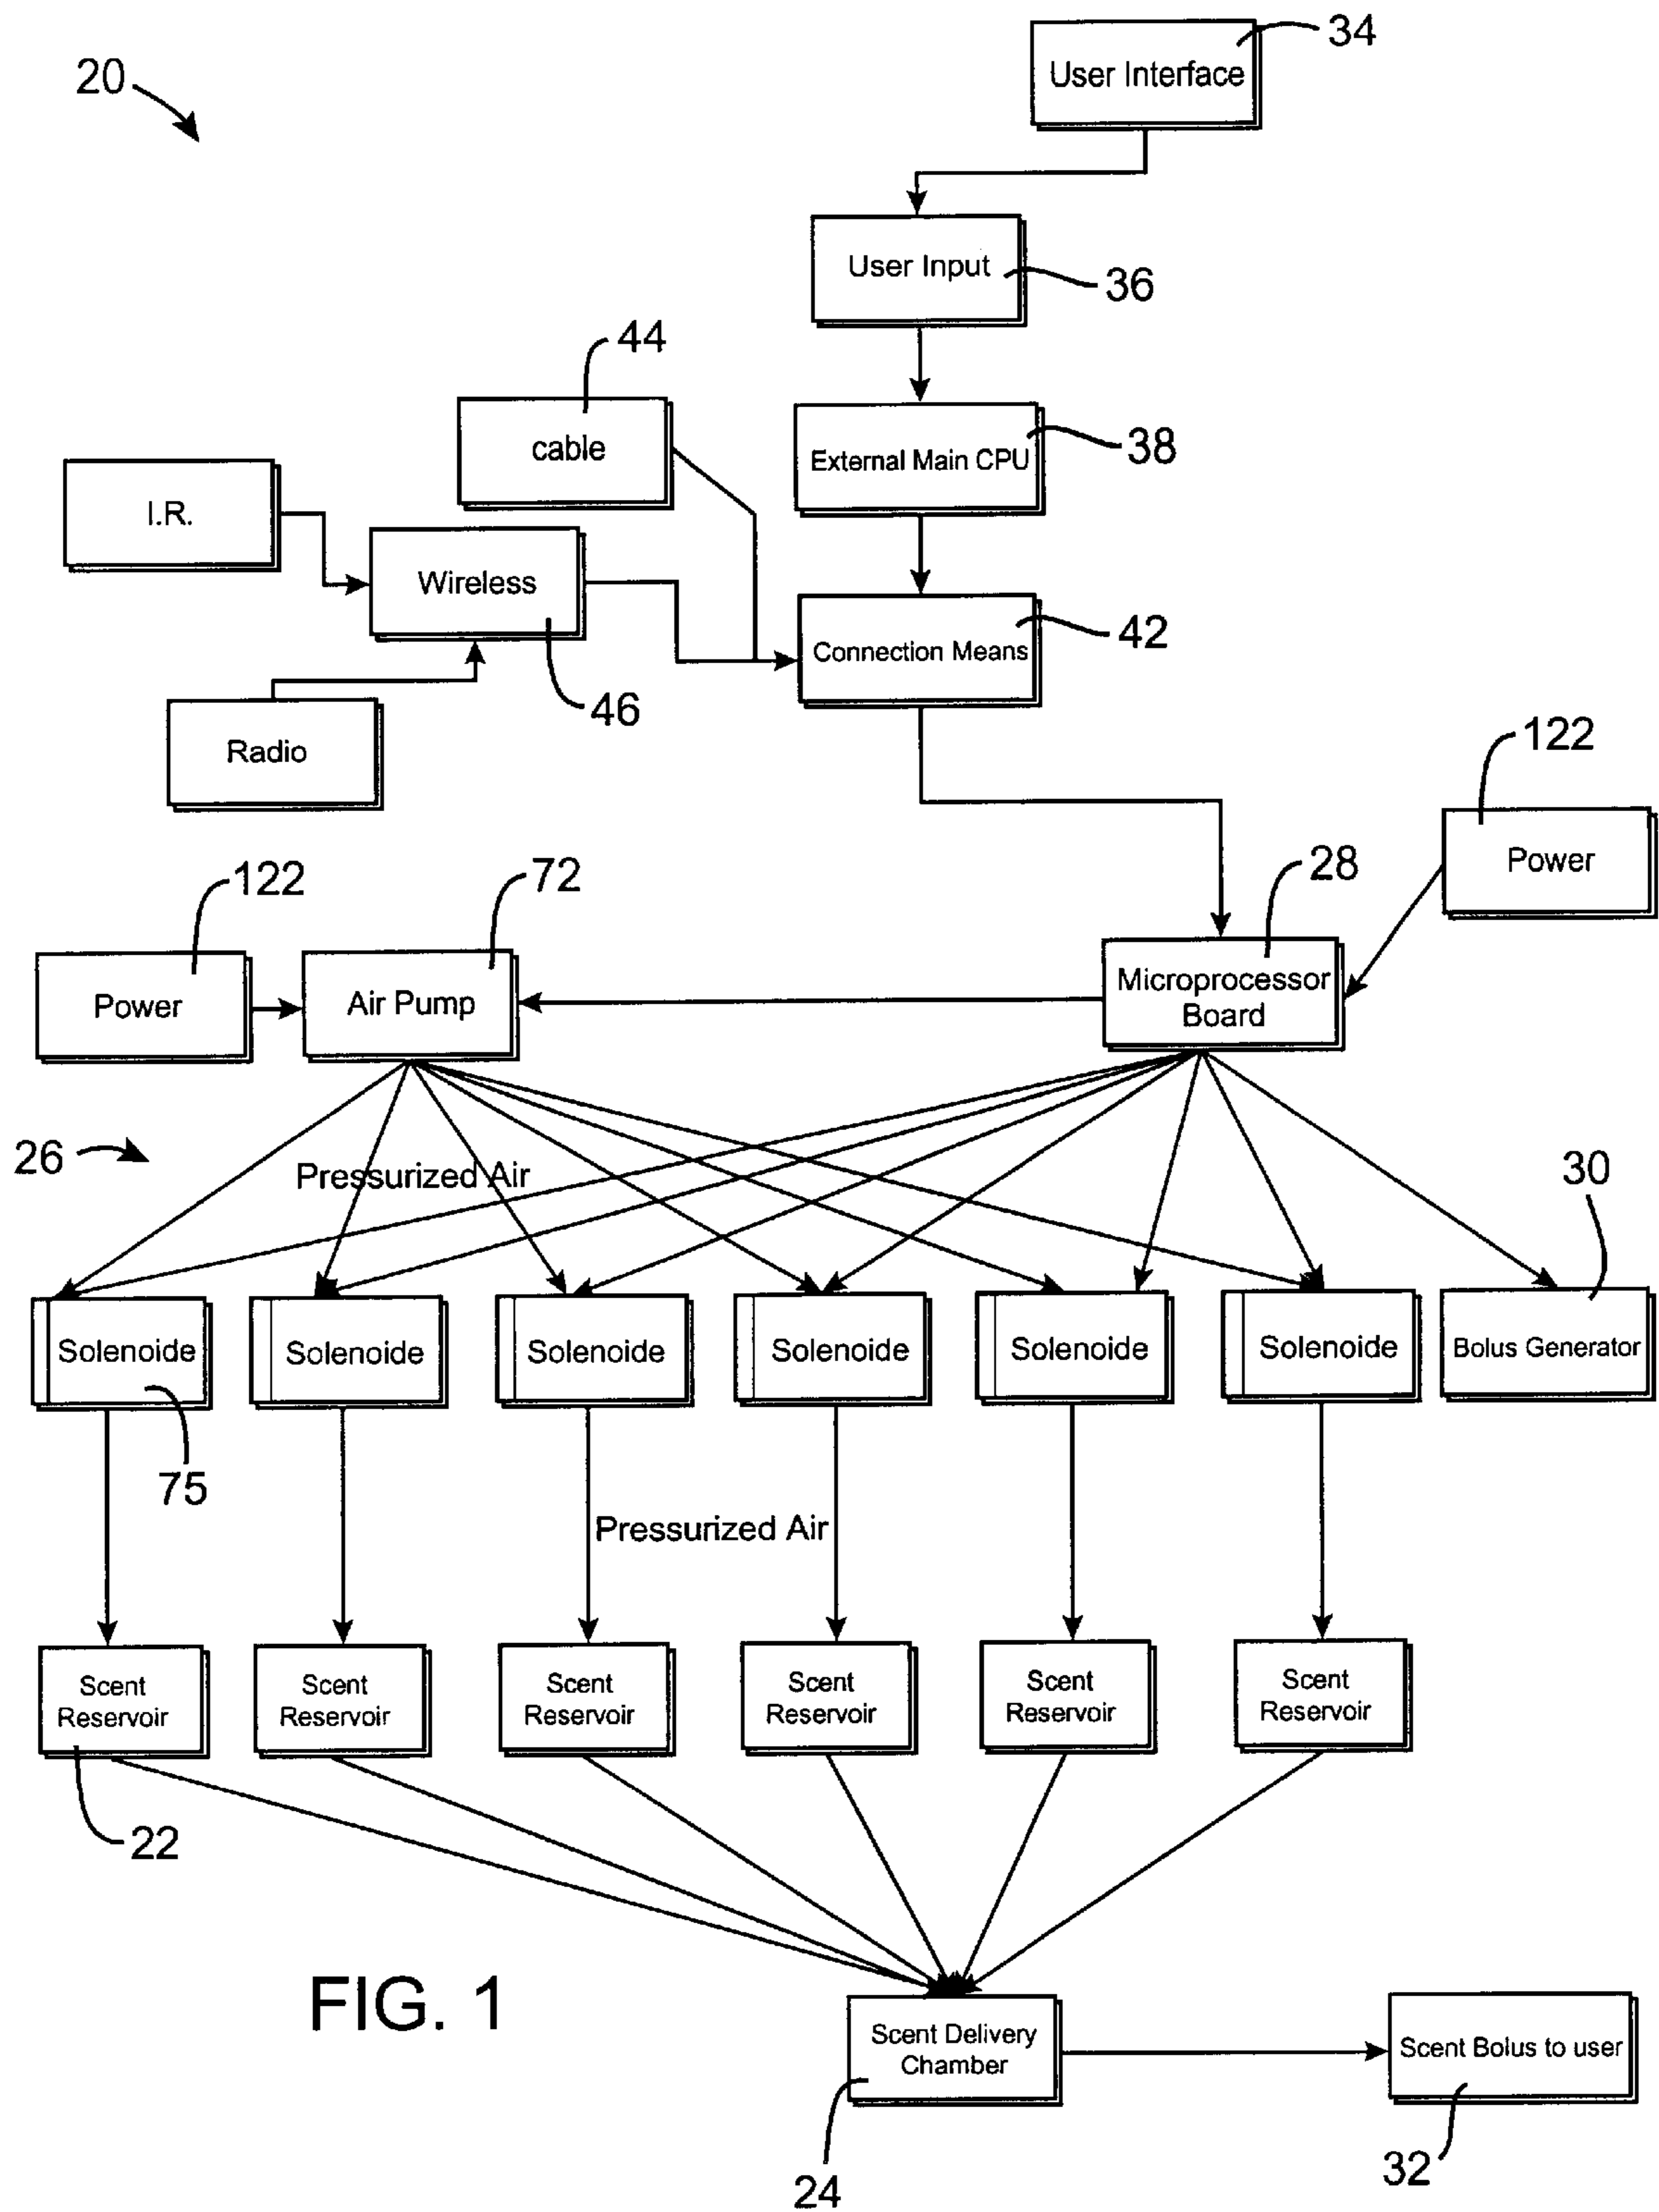 34
User Interface
20
User Input
36
44
cable
External Main CPU
38
I.R.
Wireless
Connection Means
42
46
Radio
122
Power
122
72
28
Power
Air Pump
Microprocessor
Board
26
Pressurized Air
30
Solenoide
Solenoide
Solenoide
Solenoide
Solenoide
Solenoide
Bolus Generator
75
Pressurized Air
Scent
Reservoir
Scent
Reservoir
Scent
Reservoir
Scent
Reservoir
Scent
Reservoir
Scent
Reservoir
22
FIG. 1
Scent Delivery
Chamber
Scent Bolus to user
24
32